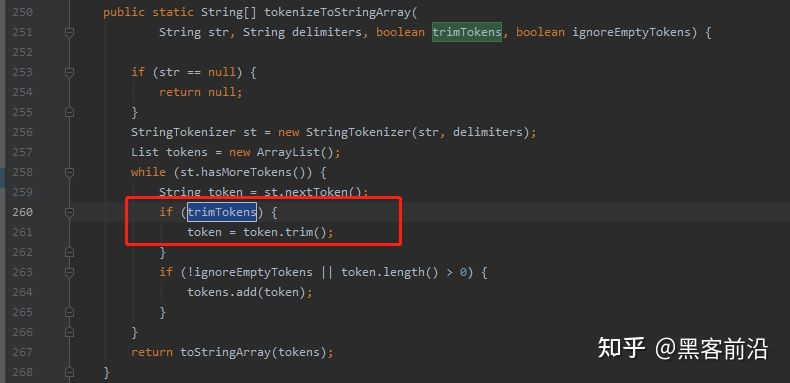 250 public static String[] tokenizeToStringArray(
251 String str, String delimiters, boolean trimTokens, boolean ignoreEmptyTokens) {
252
253 if (str == null) {
254 return null;
255 }
256 StringTokenizer st = new StringTokenizer(str, delimiters);
257 List tokens = new ArrayList();
258 while (st.hasMoreTokens()) {
259 String token = st.nextToken();
260 if (trimTokens) {
261 token = token.trim();
262 }
263 if (!ignoreEmptyTokens || token.length() > 0) {
264 tokens.add(token);
265 }
266 }
267 return toStringArray(tokens);
268 }
知乎 @黑客前沿